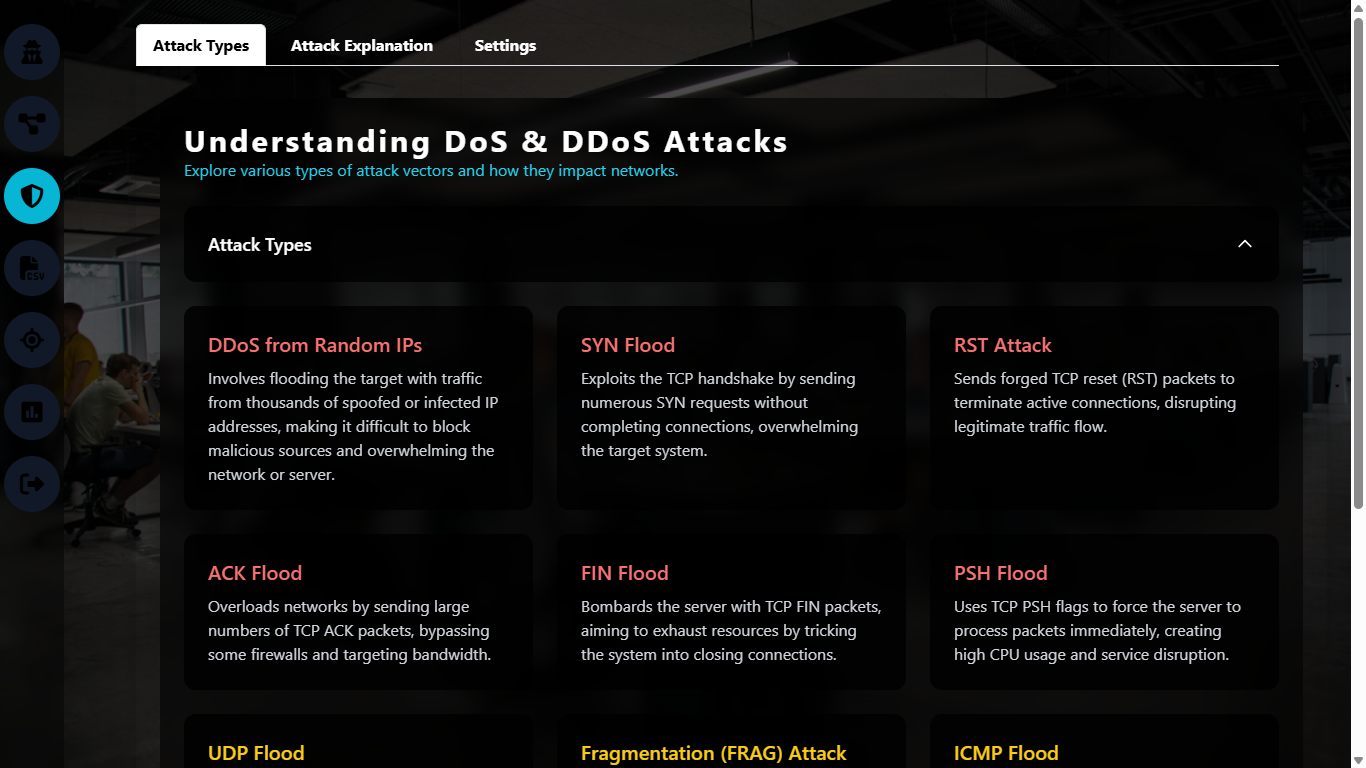 Attack Types
Attack Explanation
Settings
Understanding DoS & DDoS Attacks
Explore various types of attack vectors and how they impact networks.
Attack Types
CSV
DDoS from Random IPs
Involves flooding the target with traffic
from thousands of spoofed or infected IP
addresses, making it difficult to block
malicious sources and overwhelming the
network or server.
SYN Flood
Exploits the TCP handshake by sending
numerous SYN requests without
completing connections, overwhelming
the target system.
RST Attack
Sends forged TCP reset (RST) packets to
terminate active connections, disrupting
legitimate traffic flow.
ACK Flood
Overloads networks by sending large
numbers of TCP ACK packets, bypassing
some firewalls and targeting bandwidth.
FIN Flood
Bombards the server with TCP FIN packets,
aiming to exhaust resources by tricking
the system into closing connections.
PSH Flood
Uses TCP PSH flags to force the server to
process packets immediately, creating
high CPU usage and service disruption.
UDP Flood
Fragmentation (FRAG) Attack
ICMP Flood